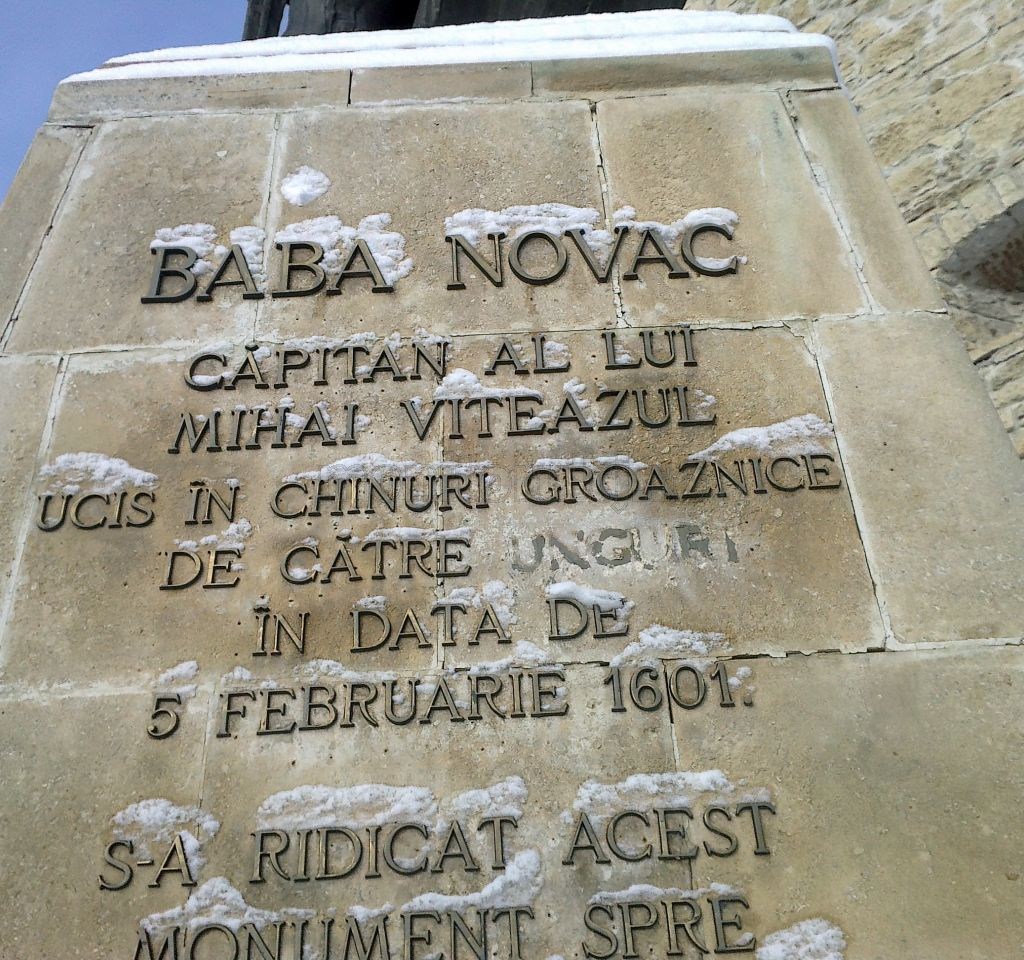 BABA NOVAC
CĂPITAN AL LUI
MIHAI VITEAZUL
UCIS ÎN CHINURI GROAZNICE
DE CĂTRE UNGURI
ÎN DATA DE
5 FEBRUARIE 1601.
S-A RIDICAT ACEST
MONUMENT SPRE